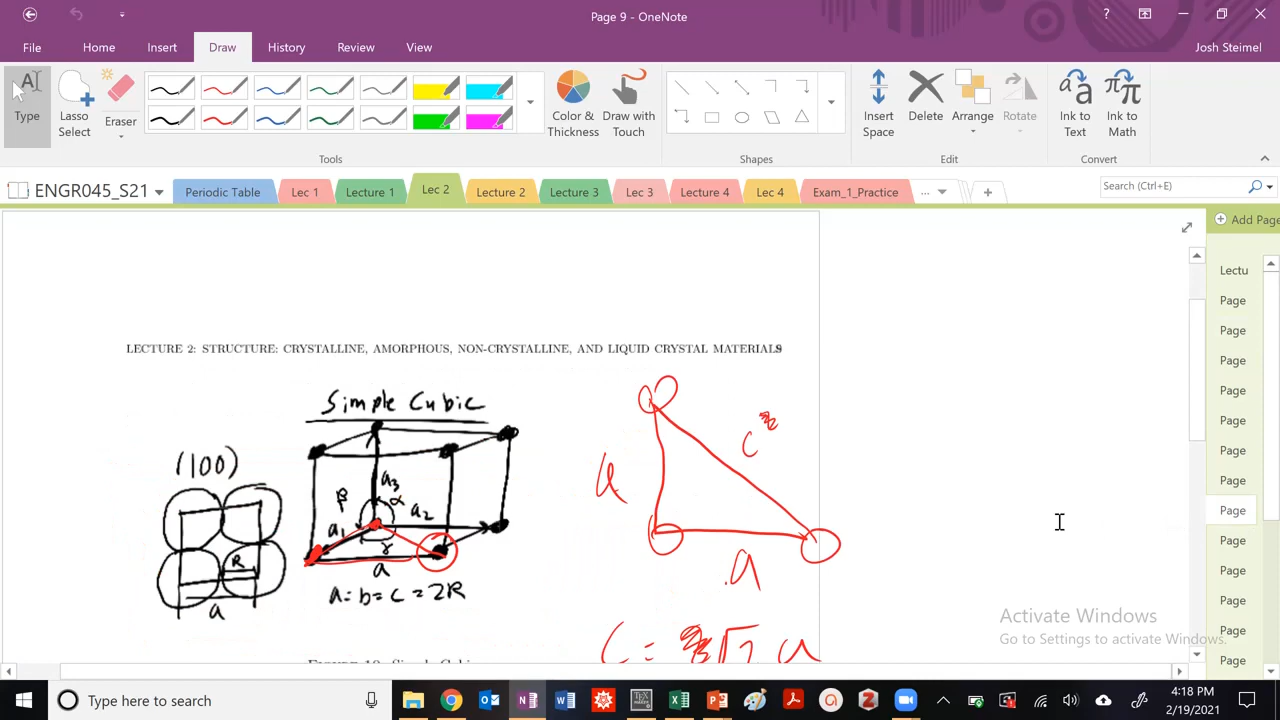 Page 9 - OneNote
? Josh Steimel
File Home Insert Draw History Review View
Type
Lasso Select
Eraser
Color & Thickness
Draw with Touch
Insert Space
Delete
Arrange
Rotate
Ink to Text
Ink to Math
Tools
Shapes
Edit
Convert
ENGR045_S21
Periodic Table Lec 1 Lecture 1 Lec 2 Lecture 2 Lecture 3 Lec 3 Lecture 4 Lec 4 Exam_1_Practice ...
Search (Ctrl+E)
Add Page
Lectu
Page
Page
Page
Page
Page
Page
Page
Page
Page
Page
Page
Page
Page
LECTURE 2: STRUCTURE: CRYSTALLINE, AMORPHOUS, NON-CRYSTALLINE, AND LIQUID CRYSTAL MATERIALS
Simple Cubic
(100)
a3
β α
a1 a2
γ
R
a
a
a = b = c = 2R
a
c
a
c = √2 a
Activate Windows
Go to Settings to activate Windows.
Type here to search
4:18 PM
2/19/2021